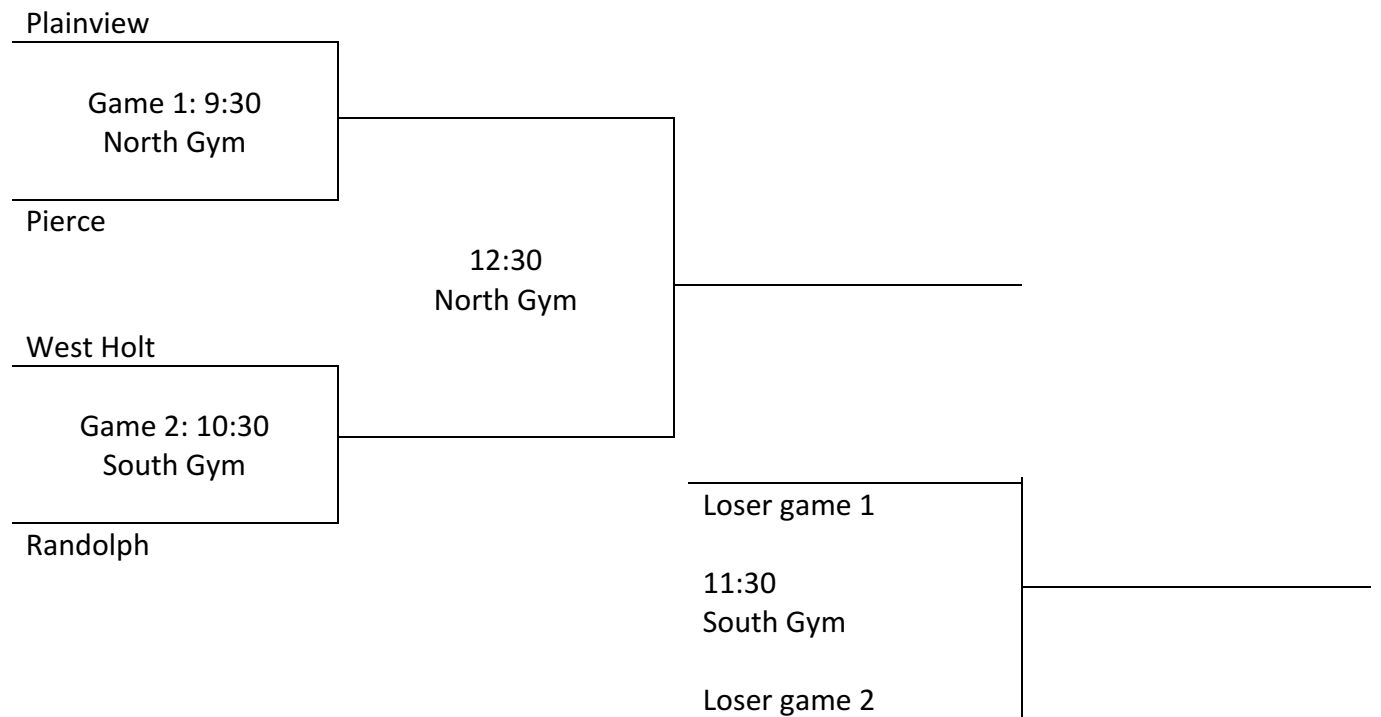 Plainview
Game 1: 9:30
North Gym
Pierce
12:30
North Gym
West Holt
Game 2: 10:30
South Gym
Randolph
Loser game 1
11:30
South Gym
Loser game 2